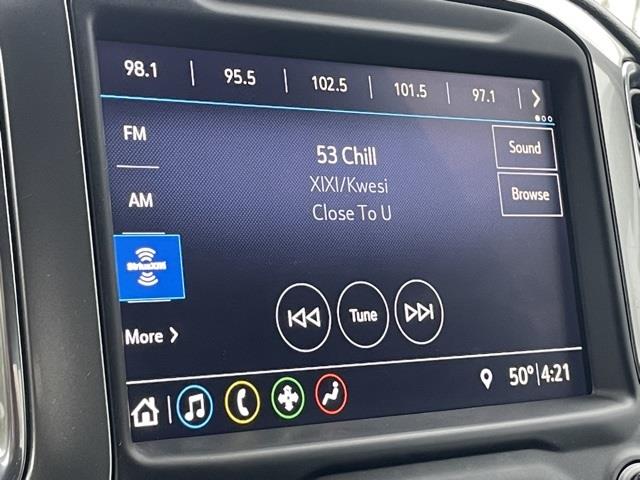 98.1 | 95.5 | 102.5 | 101.5 | 97.1 | >
FM
53 Chill
Sound
XIXI/Kwesi
AM
Close To U
Browse
SiriusXM
Tune
More >
50° | 4:21